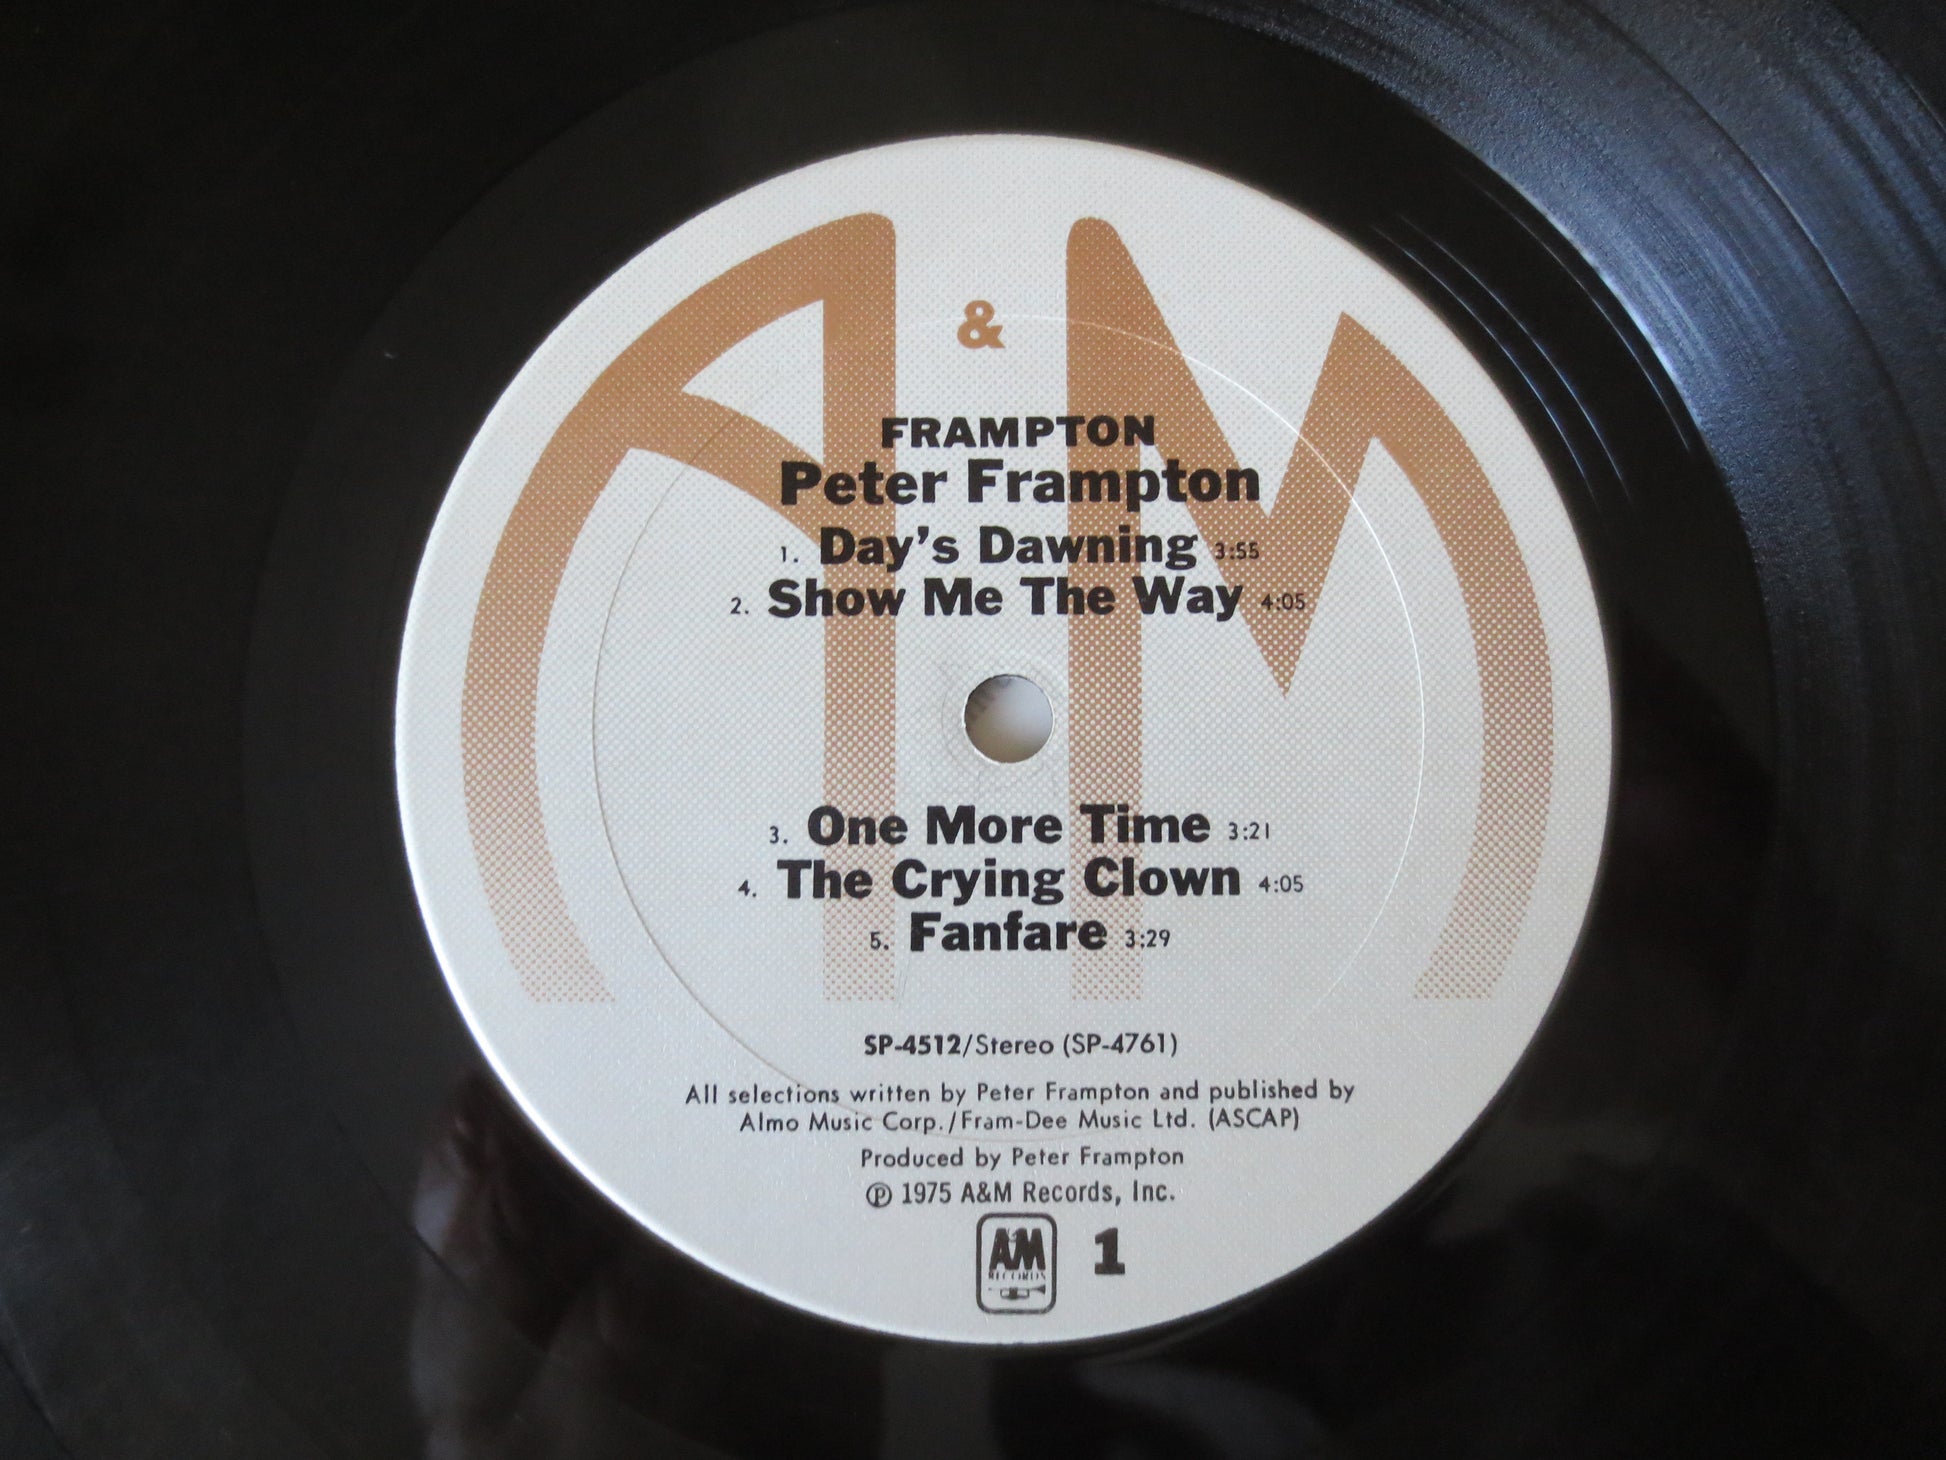 A & M
FRAMPTON
Peter Frampton
1. Day's Dawning 3:55
2. Show Me The Way 4:05
3. One More Time 3:21
4. The Crying Clown 4:05
5. Fanfare 3:29
SP-4512/Stereo (SP-4761)
All selections written by Peter Frampton and published by
Almo Music Corp./Fram-Dee Music Ltd. (ASCAP)
Produced by Peter Frampton
Ⓟ 1975 A&M Records, Inc.
A&M
RECORDS
1